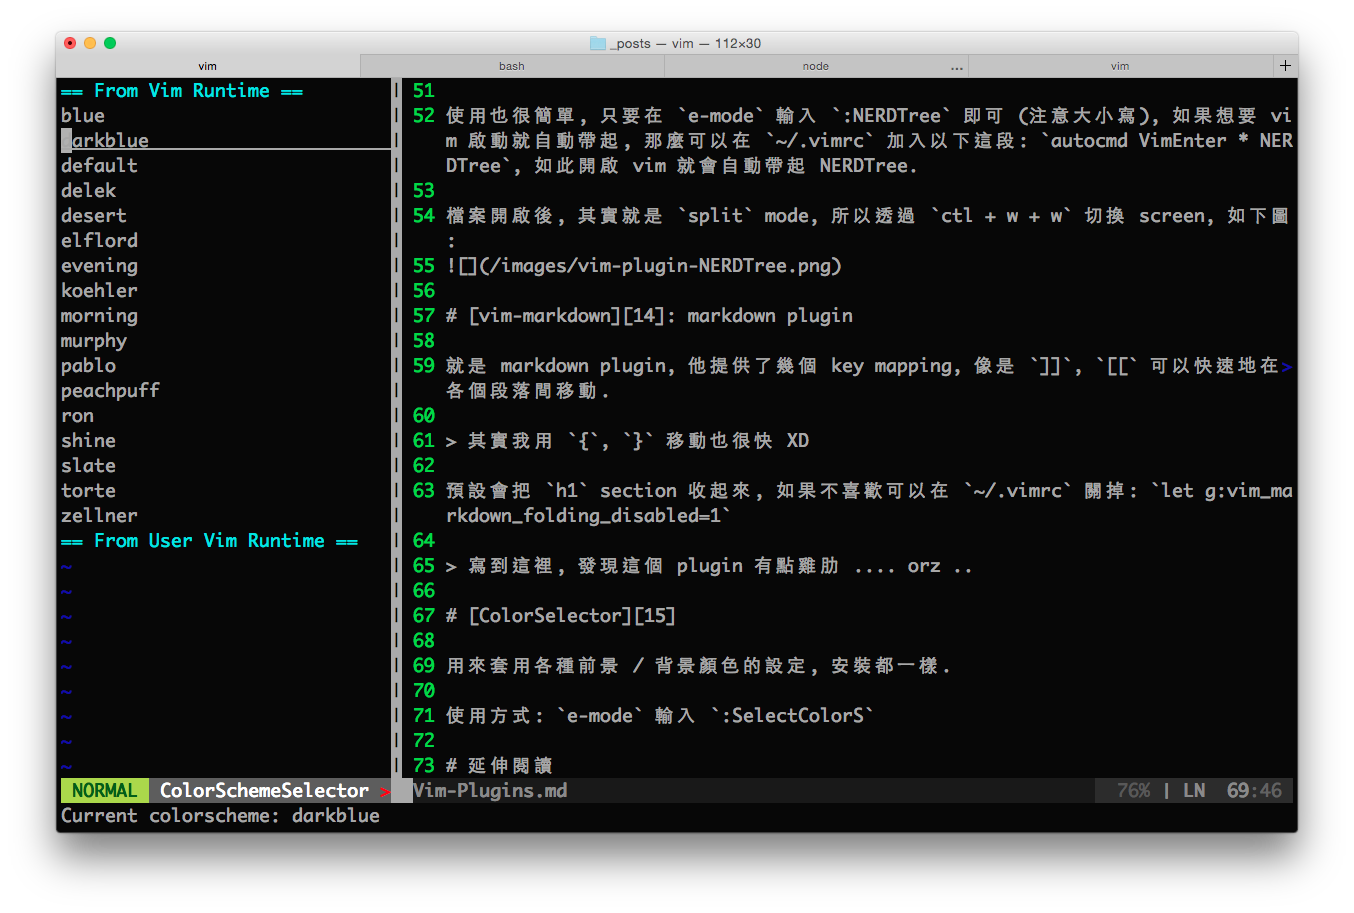 _posts — vim — 112×30
vim
bash
node
...
vim
+
== From Vim Runtime ==
blue
darkblue
default
delek
desert
elflord
evening
koehler
morning
murphy
pablo
peachpuff
ron
shine
slate
torte
zellner
== From User Vim Runtime ==
~
~
~
~
~
~
~
~
~
NORMAL ColorSchemeSelector >
51
52 使用也很簡單, 只要在 `e-mode` 輸入 `:NERDTree` 即可 (注意大小寫), 如果想要 vi
m 啟動就自動帶起, 那麼可以在 `~/.vimrc` 加入以下這段: `autocmd VimEnter * NER
DTree`, 如此開啟 vim 就會自動帶起 NERDTree.
53
54 檔案開啟後, 其實就是 `split` mode, 所以透過 `ctl + w + w` 切換 screen, 如下圖
:
55 ![](/images/vim-plugin-NERDTree.png)
56
57 # [vim-markdown][14]: markdown plugin
58
59 就是 markdown plugin, 他提供了幾個 key mapping, 像是 `]]`, `[[` 可以快速地在>
各個段落間移動.
60
61 > 其實我用 `{`, `}` 移動也很快 XD
62
63 預設會把 `h1` section 收起來, 如果不喜歡可以在 `~/.vimrc` 關掉: `let g:vim_ma
rkdown_folding_disabled=1`
64
65 > 寫到這裡, 發現這個 plugin 有點雞肋 .... orz ..
66
67 # [ColorSelector][15]
68
69 用來套用各種前景 / 背景顏色的設定, 安裝都一樣.
70
71 使用方式: `e-mode` 輸入 `:SelectColorS`
72
73 # 延伸閱讀
Vim-Plugins.md 76% | LN 69:46
Current colorscheme: darkblue